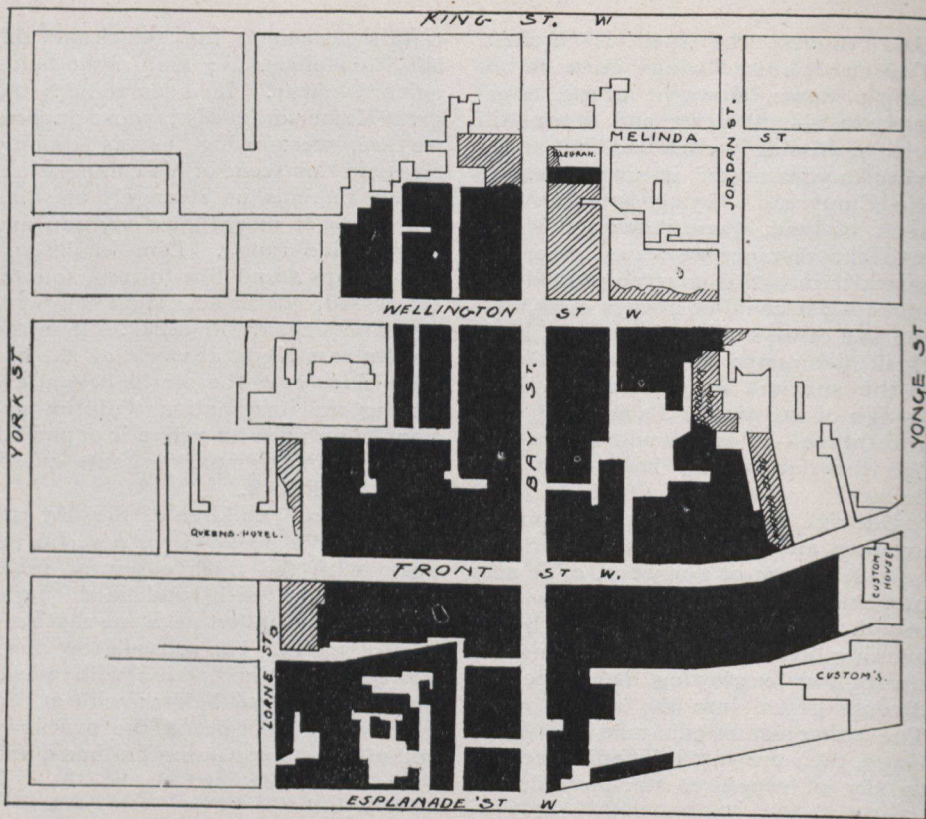 KING ST. W
MELINDA ST
JORDAN ST.
TELEGRAM.
WELLINGTON ST W
YORK ST.
BAY ST.
YONGE ST
QUEENS-HOTEL.
FRONT ST W.
CUSTOM
HOUSE
LORNE ST
CUSTOM'S.
ESPLANADE ST W